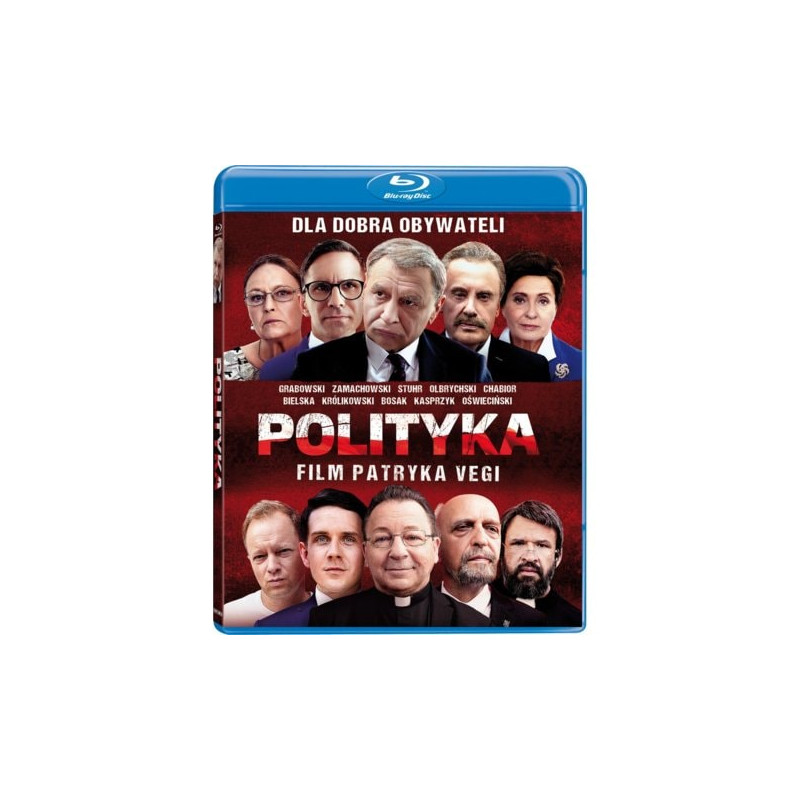 Blu-ray Disc
DLA DOBRA OBYWATELI
GRABOWSKI ZAMACHOWSKI STUHR OLBRYCHSKI CHABIOR
BIELSKA KRÓLIKOWSKI BOSAK KASPRZYK OŚWIECIŃSKI
POLITYKA
FILM PATRYKA VEGI
POLITYKA